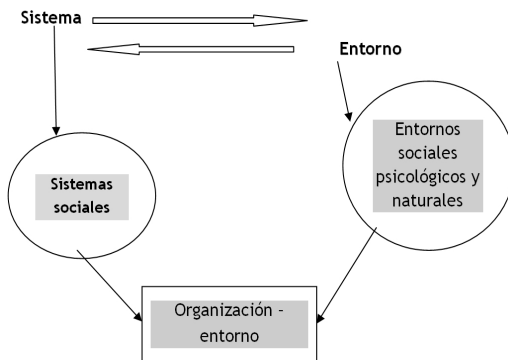 Sistema
Entorno
Entornos
sociales
psicológicos y
naturales
Sistemas
sociales
Organización -
entorno